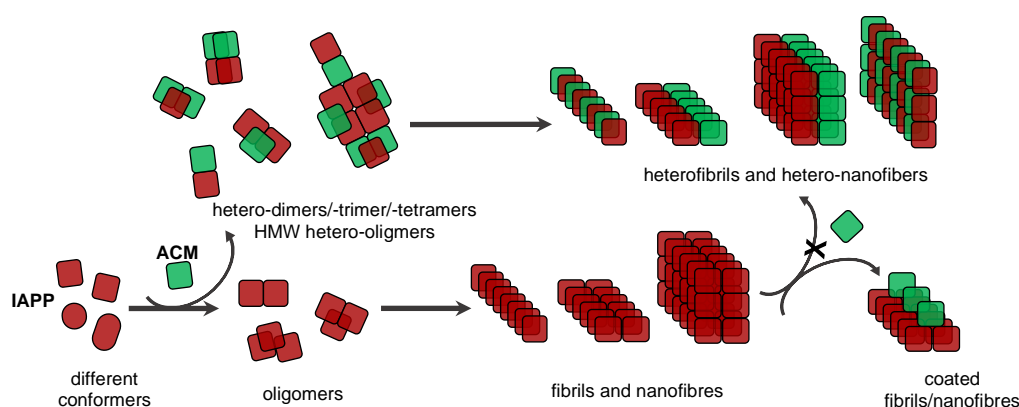 heterofibrils and hetero-nanofibers
hetero-dimers/-trimer/-tetramers
HMW hetero-oligmers
ACM
IAPP
different
conformers
oligomers
fibrils and nanofibres
coated
fibrils/nanofibres